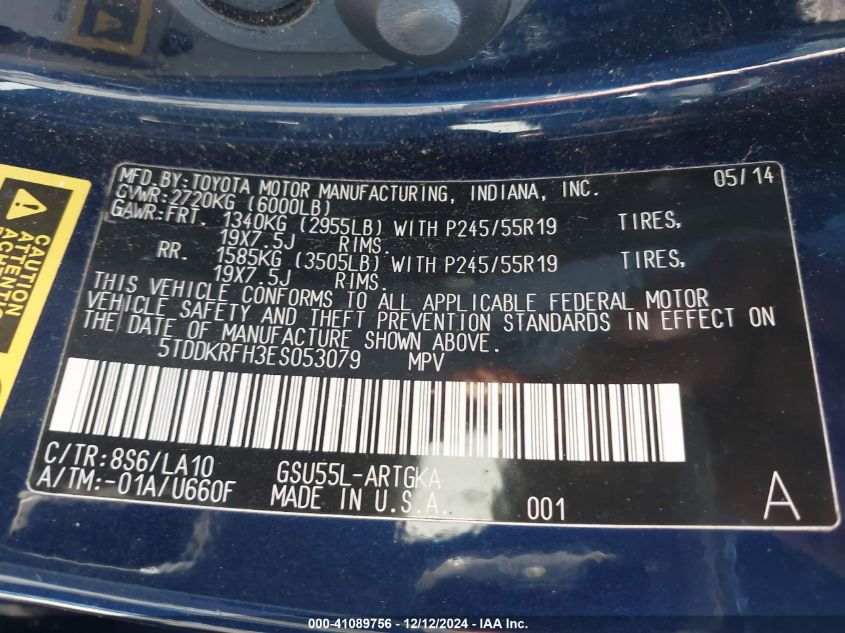 MFD. BY: TOYOTA MOTOR MANUFACTURING, INDIANA, INC. 05/14
GVWR: 2720KG (6000LB)
GAWR: FRT. 1340KG (2955LB) WITH P245/55R19 TIRES,
19X7.5J RIMS.
RR. 1585KG (3505LB) WITH P245/55R19 TIRES,
19X7.5J RIMS.
THIS VEHICLE CONFORMS TO ALL APPLICABLE FEDERAL MOTOR
VEHICLE SAFETY AND THEFT PREVENTION STANDARDS IN EFFECT ON
THE DATE OF MANUFACTURE SHOWN ABOVE.
5TDDKRFH3ES053079 MPV
C/TR: 8S6/LA10 GSU55L-ARTGKA
A/TM: -01A/U660F MADE IN U.S.A. 001 A
CAUTION
ATTENTI
ACHT
000-41089756 - 12/12/2024 - IAA Inc.